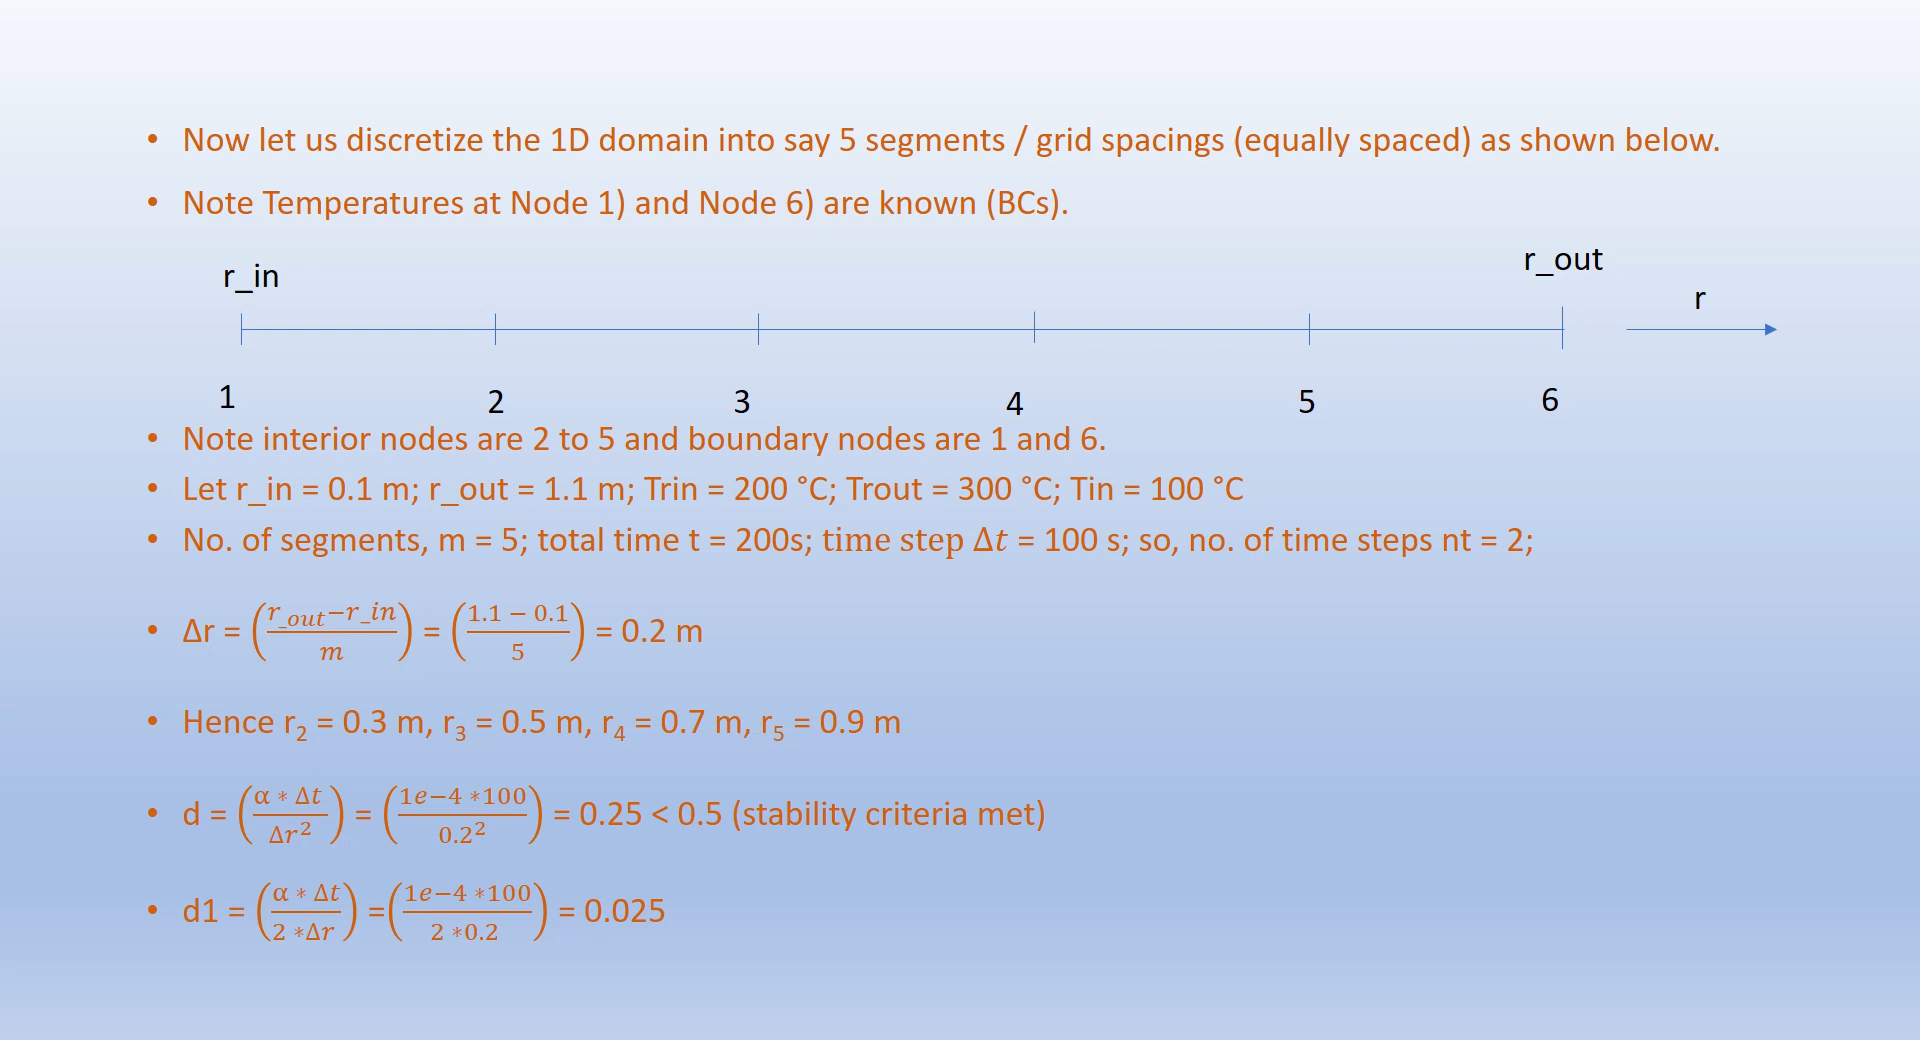 • Now let us discretize the 1D domain into say 5 segments / grid spacings (equally spaced) as shown below.
• Note Temperatures at Node 1) and Node 6) are known (BCs).
r_in
r_out
r
1 2 3 4 5 6
• Note interior nodes are 2 to 5 and boundary nodes are 1 and 6.
• Let r_in = 0.1 m; r_out = 1.1 m; Trin = 200 °C; Trout = 300 °C; Tin = 100 °C
• No. of segments, m = 5; total time t = 200s; time step Δt = 100 s; so, no. of time steps nt = 2;
• Δr = (r_out−r_in / m) = (1.1 − 0.1 / 5) = 0.2 m
• Hence r₂ = 0.3 m, r₃ = 0.5 m, r₄ = 0.7 m, r₅ = 0.9 m
• d = (α * Δt / Δr²) = (1e−4 *100 / 0.2²) = 0.25 < 0.5 (stability criteria met)
• d1 = (α * Δt / 2 *Δr) =(1e−4 *100 / 2 *0.2) = 0.025